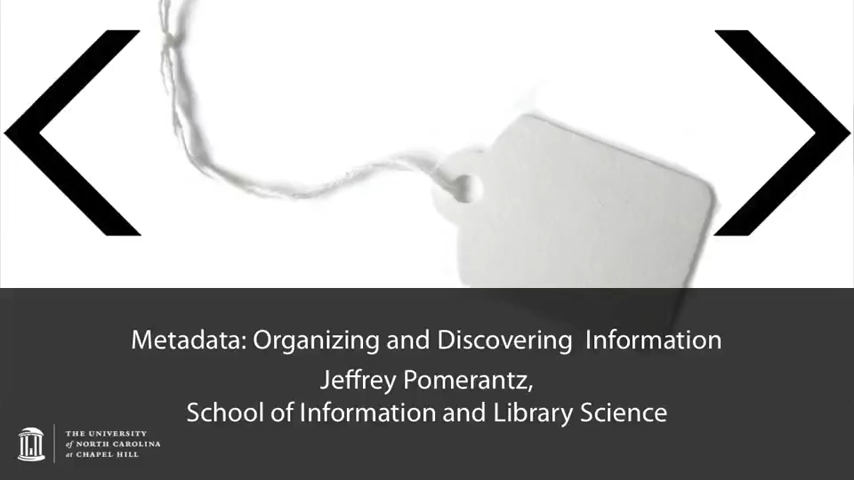 Metadata: Organizing and Discovering Information
Jeffrey Pomerantz,
School of Information and Library Science
THE UNIVERSITY
of NORTH CAROLINA
at CHAPEL HILL